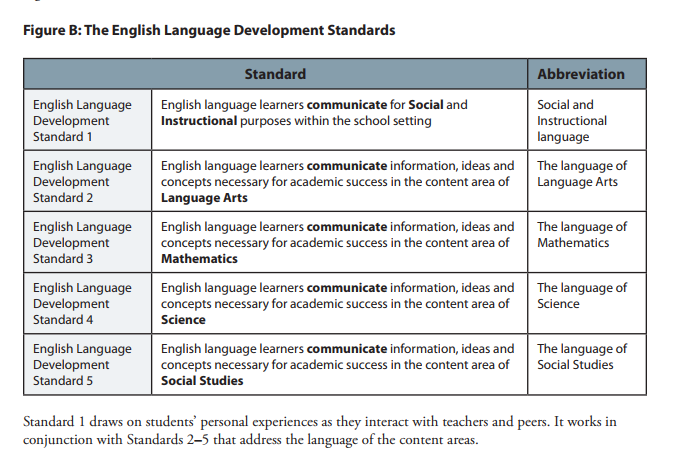 Figure B: The English Language Development Standards
Standard
Abbreviation
English Language
Development
Standard 1
English language learners communicate for Social and
Instructional purposes within the school setting
Social and
Instructional
language
English Language
Development
Standard 2
English language learners communicate information, ideas and
concepts necessary for academic success in the content area of
Language Arts
The language of
Language Arts
English Language
Development
Standard 3
English language learners communicate information, ideas and
concepts necessary for academic success in the content area of
Mathematics
The language of
Mathematics
English Language
Development
Standard 4
English language learners communicate information, ideas and
concepts necessary for academic success in the content area of
Science
The language of
Science
English Language
Development
Standard 5
English language learners communicate information, ideas and
concepts necessary for academic success in the content area of
Social Studies
The language of
Social Studies
Standard 1 draws on students' personal experiences as they interact with teachers and peers. It works in
conjunction with Standards 2–5 that address the language of the content areas.